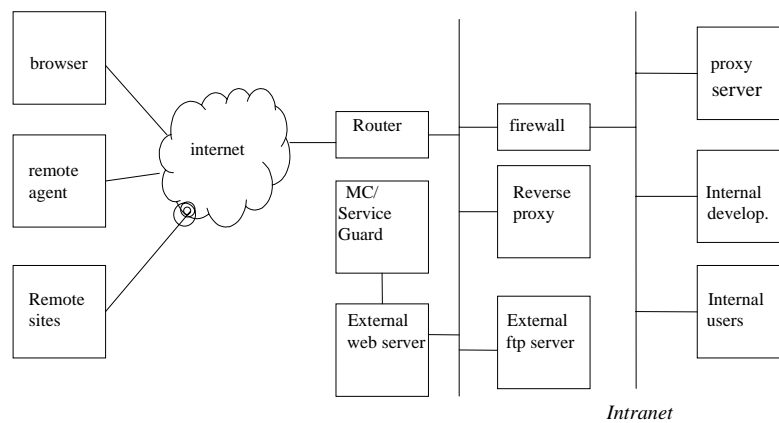 browser
remote
agent
Remote
sites
internet
Router
MC/
Service
Guard
External
web server
firewall
Reverse
proxy
External
ftp server
proxy
server
Internal
develop.
Internal
users
Intranet